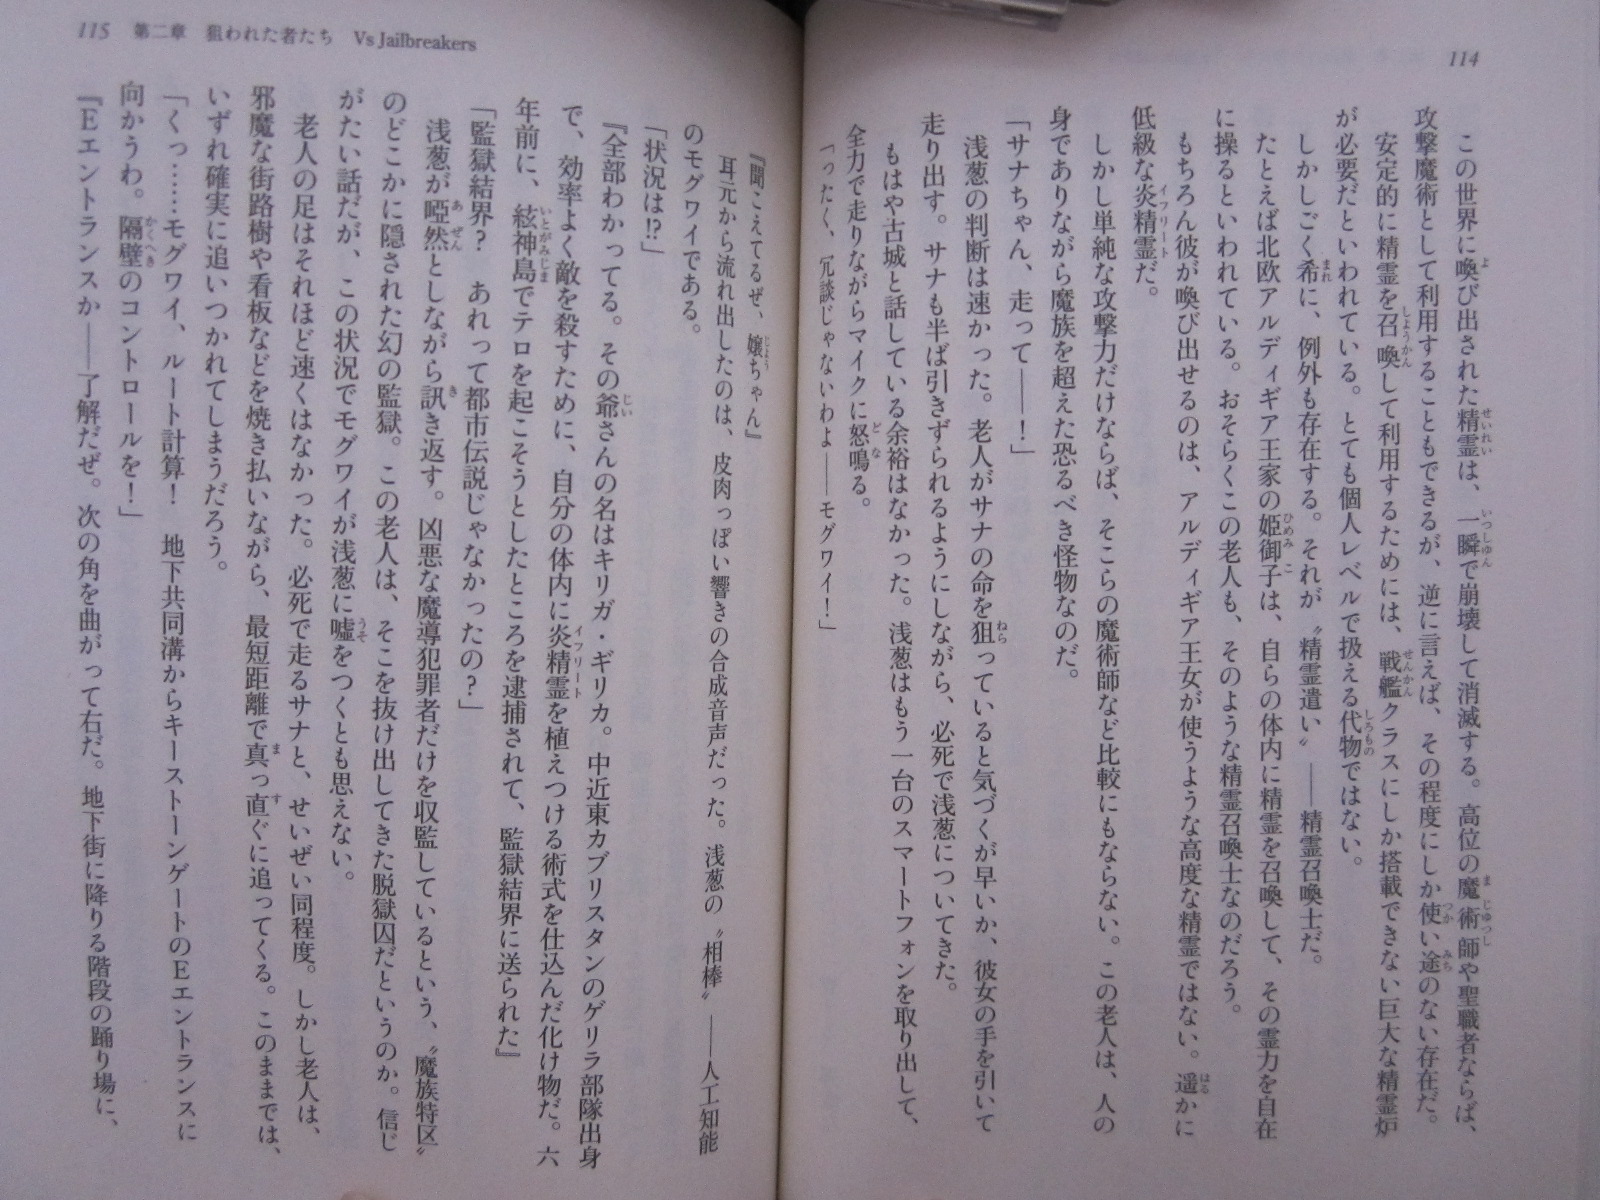 114
この世界に喚び出された精霊は、一瞬で崩壊して消滅する。高位の魔術師や聖職者ならば、
攻撃魔術として利用することもできるが、逆に言えば、その程度にしか使い途のない存在だ。
安定的に精霊を召喚して利用するためには、戦艦クラスにしか搭載できない巨大な精霊炉
が必要だといわれている。とても個人レベルで扱える代物ではない。
しかしごく希に、例外も存在する。それが〝精霊遣い〟――精霊召喚士だ。
たとえば北欧アルディギア王家の姫御子は、自らの体内に精霊を召喚して、その霊力を自在
に操るといわれている。おそらくこの老人も、そのような精霊召喚士なのだろう。
もちろん彼が喚び出せるのは、アルディギア王女が使うような高度な精霊ではない。遥かに
低級な炎精霊だ。
しかし単純な攻撃力だけならば、そこらの魔術師など比較にもならない。この老人は、人の
身でありながら魔族を超えた恐るべき怪物なのだ。
「サナちゃん、走って――！」
浅葱の判断は速かった。老人がサナの命を狙っていると気づくが早いか、彼女の手を引いて
走り出す。サナも半ば引きずられるようにしながら、必死で浅葱についてきた。
もはや古城と話している余裕はなかった。浅葱はもう一台のスマートフォンを取り出して、
全力で走りながらマイクに怒鳴る。
「ったく、冗談じゃないわよ――モグワイ！」
115 第二章 狙われた者たち Vs Jailbreakers
『聞こえてるぜ、嬢ちゃん』
耳元から流れ出したのは、皮肉っぽい響きの合成音声だった。浅葱の〝相棒〟――人工知能
のモグワイである。
「状況は!?」
『全部わかってる。その爺さんの名はキリガ・ギリカ。中近東カブリスタンのゲリラ部隊出身
で、効率よく敵を殺すために、自分の体内に炎精霊を植えつける術式を仕込んだ化け物だ。六
年前に、絃神島でテロを起こそうとしたところを逮捕されて、監獄結界に送られた』
「監獄結界？　あれって都市伝説じゃなかったの？」
浅葱が啞然としながら訊き返す。凶悪な魔導犯罪者だけを収監しているという、〝魔族特区〟
のどこかに隠された幻の監獄。この老人は、そこを抜け出してきた脱獄囚だというのか。信じ
がたい話だが、この状況でモグワイが浅葱に嘘をつくとも思えない。
老人の足はそれほど速くはなかった。必死で走るサナと、せいぜい同程度。しかし老人は、
邪魔な街路樹や看板などを焼き払いながら、最短距離で真っ直ぐに追ってくる。このままでは、
いずれ確実に追いつかれてしまうだろう。
「くっ……モグワイ、ルート計算！　地下共同溝からキーストーンゲートのEエントランスに
向かうわ。隔壁のコントロールを！」
『Eエントランスか――了解だぜ。次の角を曲がって右だ。地下街に降りる階段の踊り場に、